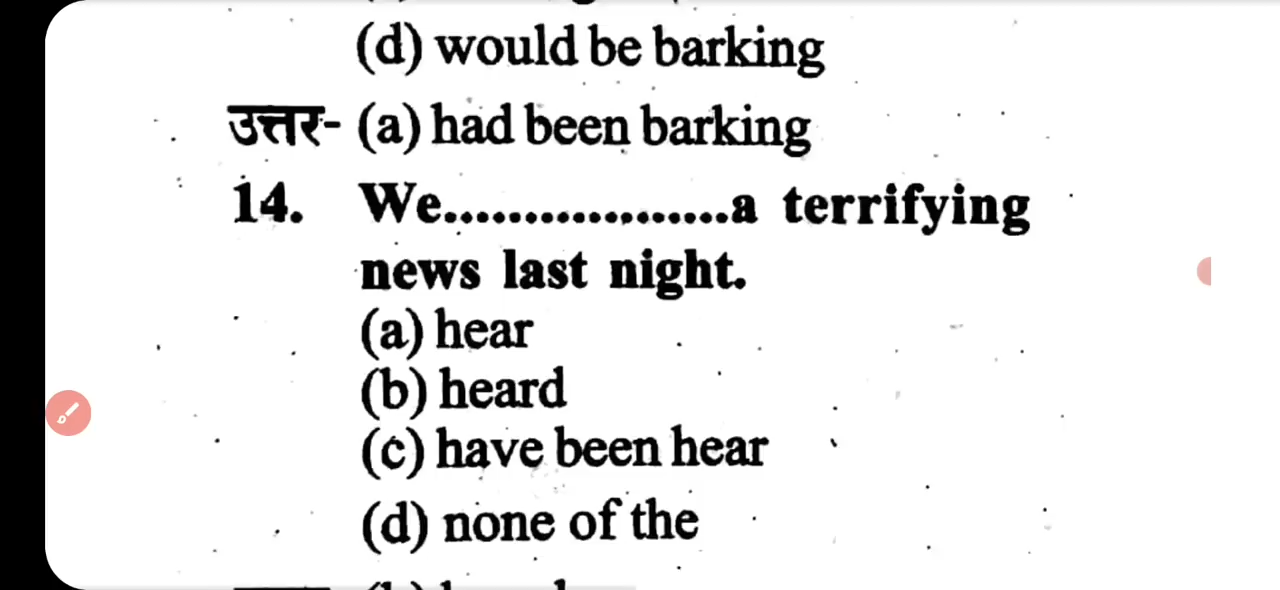 (d) would be barking
उत्तर- (a) had been barking
14. We...................a terrifying
news last night.
(a) hear
(b) heard
(c) have been hear
(d) none of the